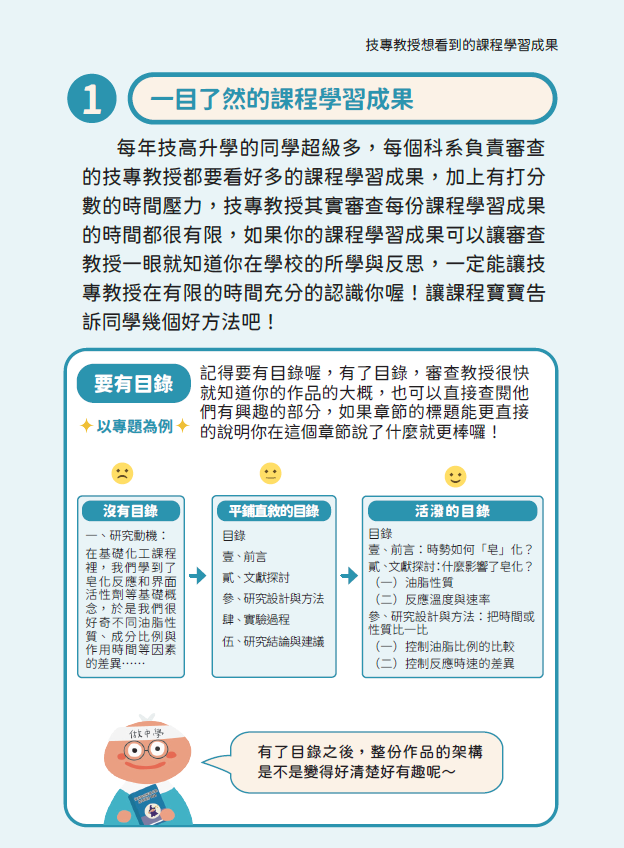 技專教授想看到的課程學習成果
1
一目了然的課程學習成果
每年技高升學的同學超級多，每個科系負責審查
的技專教授都要看好多的課程學習成果，加上有打分
數的時間壓力，技專教授其實審查每份課程學習成果
的時間都很有限，如果你的課程學習成果可以讓審查
教授一眼就知道你在學校的所學與反思，一定能讓技
專教授在有限的時間充分的認識你喔！讓課程寶寶告
訴同學幾個好方法吧！
要有目錄
以專題為例
記得要有目錄喔，有了目錄，審查教授很快
就知道你的作品的大概，也可以直接查閱他
們有興趣的部分，如果章節的標題能更直接
的說明你在這個章節說了什麼就更棒囉！
沒有目錄
一、研究動機：
在基礎化工課程
裡，我們學到了
皂化反應和界面
活性劑等基礎概
念，於是我們很
好奇不同油脂性
質、成分比例與
作用時間等因素
的差異⋯⋯
平鋪直敘的目錄
目錄
壹、前言
貳、文獻探討
參、研究設計與方法
肆、實驗過程
伍、研究結論與建議
活潑的目錄
目錄
壹、前言：時勢如何「皂」化？
貳、文獻探討：什麼影響了皂化？
（一）油脂性質
（二）反應溫度與速率
參、研究設計與方法：把時間或
性質比一比
（一）控制油脂比例的比較
（二）控制反應時速的差異
做中學
有了目錄之後，整份作品的架構
是不是變得好清楚好有趣呢～